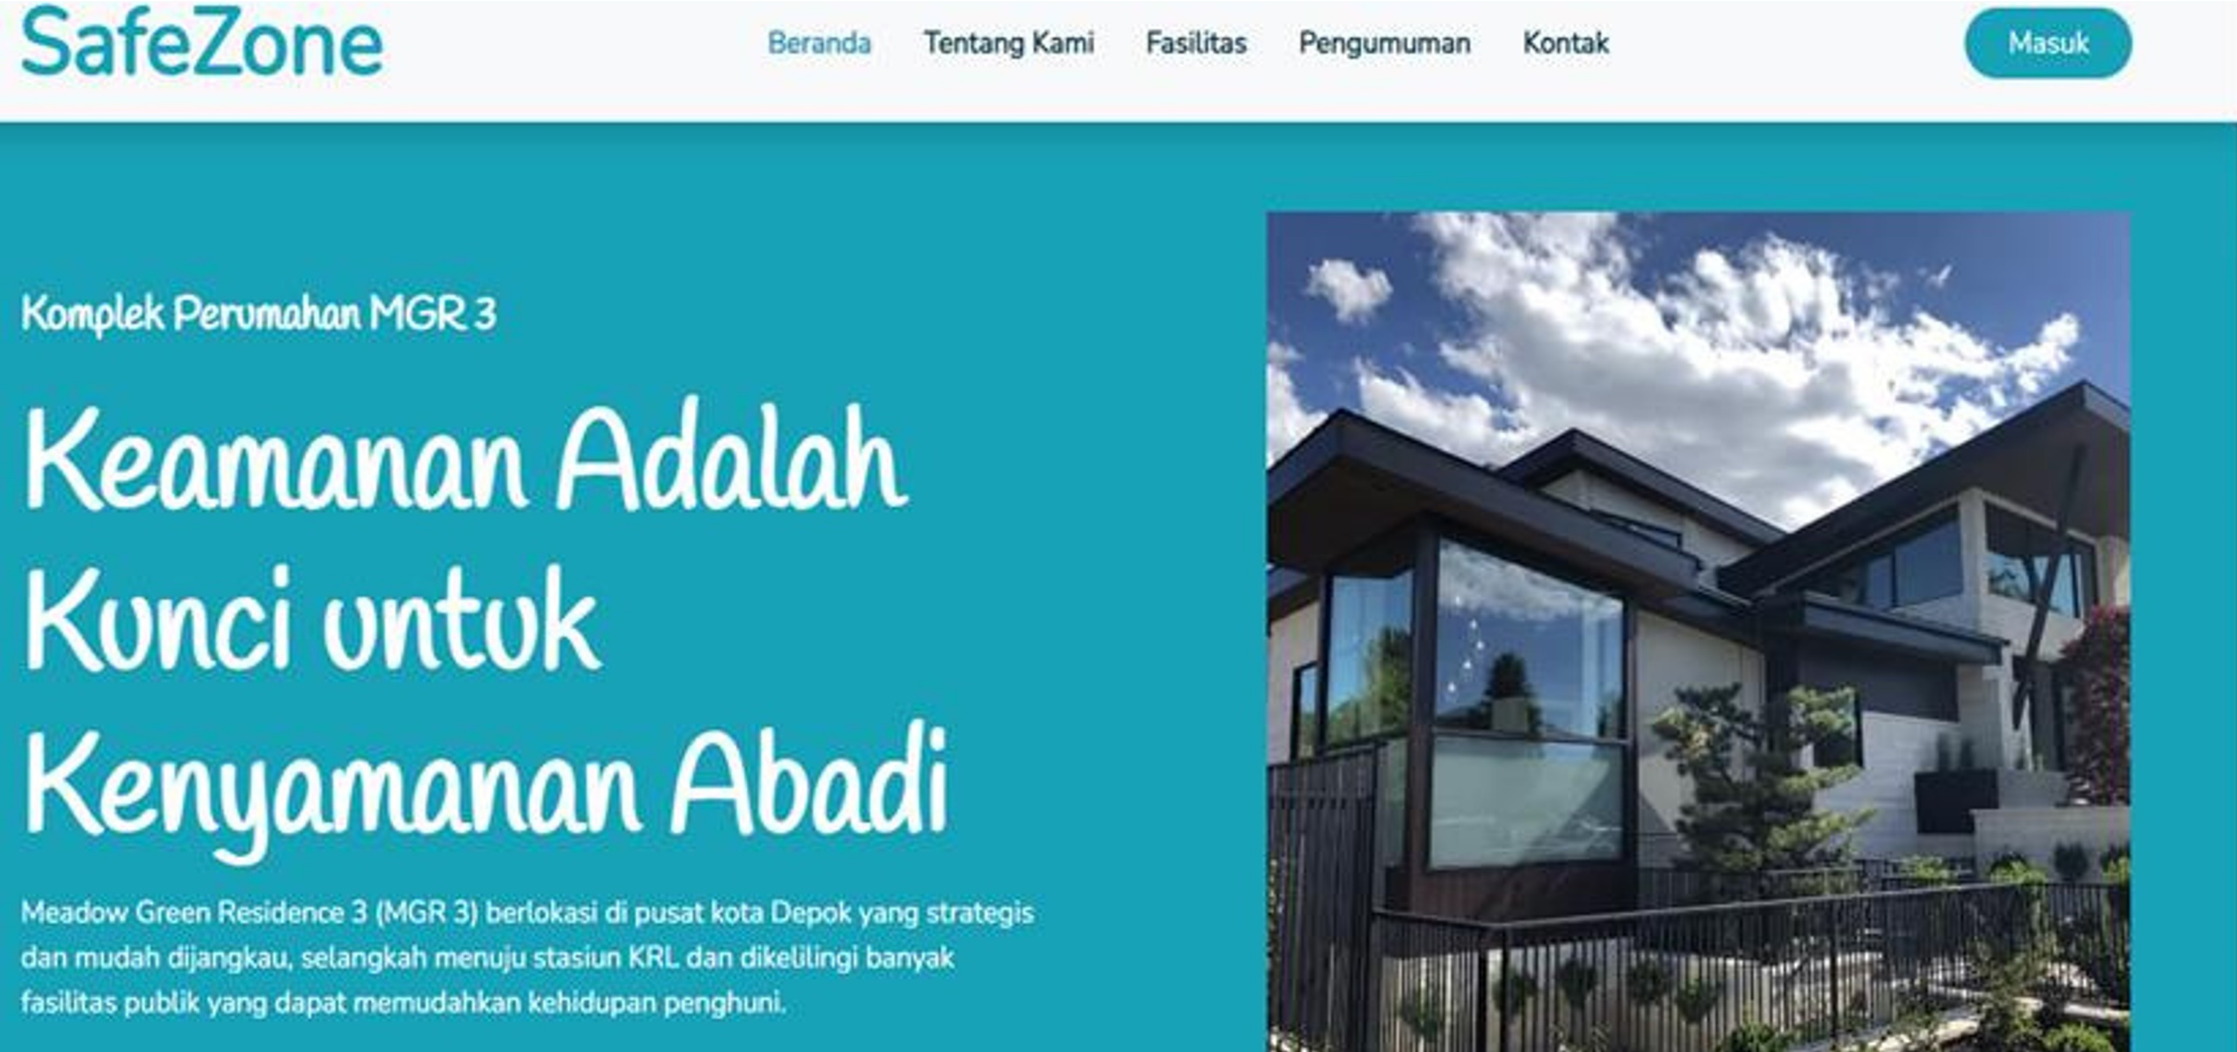 SafeZone
Beranda Tentang Kami Fasilitas Pengumuman Kontak Masuk
Komplek Perumahan MGR 3
Keamanan Adalah
Kunci untuk
Kenyamanan Abadi
Meadow Green Residence 3 (MGR 3) berlokasi di pusat kota Depok yang strategis
dan mudah dijangkau, selangkah menuju stasiun KRL dan dikelilingi banyak
fasilitas publik yang dapat memudahkan kehidupan penghuni.